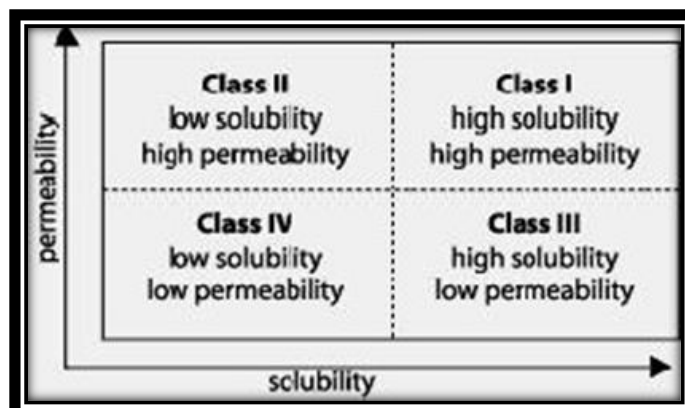 Class II
low solubility
high permeability
Class I
high solubility
high permeability
Class IV
low solubility
low permeability
Class III
high solubility
low permeability
permeability
solubility